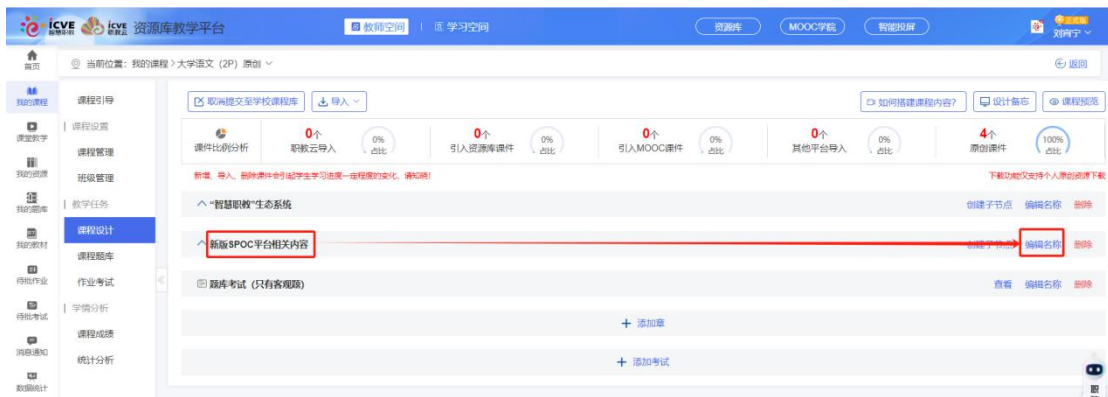 icve 智慧职教 icve 职教云 资源库教学平台 教师空间 学习空间 资源库 MOOC学院 智能投屏 正式版 刘宵宁
首页 当前位置：我的课程 > 大学语文（2P）原创 返回
我的课程 课程引导 取消提交至学校课程库 导入 如何搭建课程内容? 设计备忘 课程预览
课堂教学 课程设置
课件比例分析 0个 职教云导入 0% 占比 0个 引入资源库课件 0% 占比 0个 引入MOOC课件 0% 占比 0个 其他平台导入 0% 占比 4个 原创课件 100% 占比
课程管理
我的资源 班级管理 新增、导入、删除课件会引起学生学习进度一定程度的变化，请知晓! 下载功能仅支持个人原创资源下载
我的题库 教学任务 “智慧职教”生态系统 创建子节点 编辑名称 删除
我的教材 课程设计 新版SPOC平台相关内容 创建子节点 编辑名称 删除
课程题库
待批作业 作业考试 题库考试（只有客观题） 查看 编辑名称 删除
待批考试 学情分析
课程成绩 + 添加章
消息通知 统计分析 + 添加考试
数据统计
职